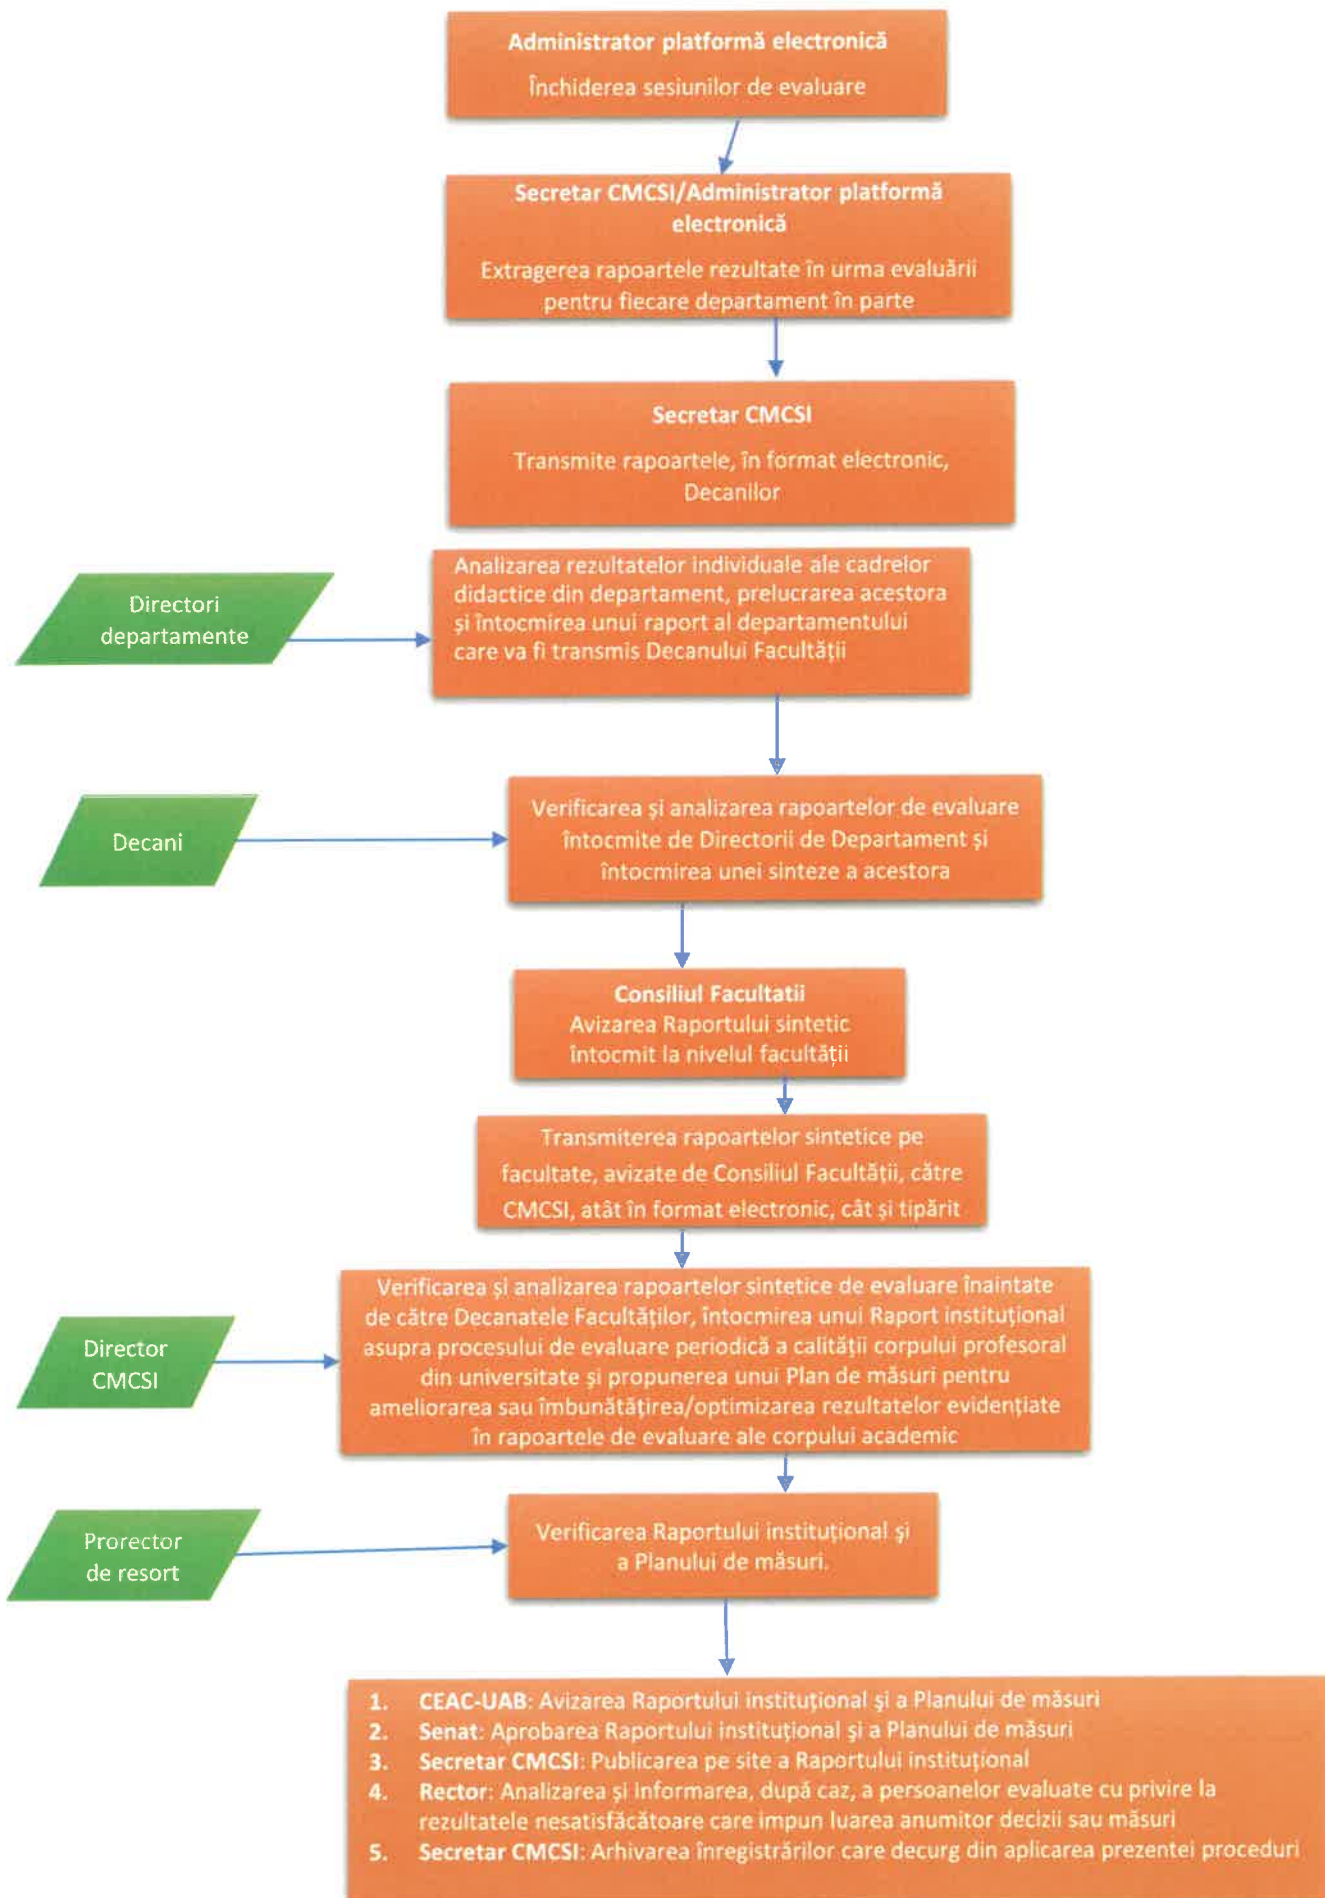 Administrator platformă electronică
Închiderea sesiunilor de evaluare
Secretar CMCSI/Administrator platformă
electronică
Extragerea rapoartele rezultate în urma evaluării
pentru fiecare departament în parte
Secretar CMCSI
Transmite rapoartele, în format electronic,
Decanilor
Directori
departamente
Analizarea rezultatelor individuale ale cadrelor
didactice din departament, prelucrarea acestora
și întocmirea unui raport al departamentului
care va fi transmis Decanului Facultății
Decani
Verificarea și analizarea rapoartelor de evaluare
întocmite de Directorii de Departament și
întocmirea unei sinteze a acestora
Consiliul Facultatii
Avizarea Raportului sintetic
întocmit la nivelul facultății
Transmiterea rapoartelor sintetice pe
facultate, avizate de Consiliul Facultății, către
CMCSI, atât în format electronic, cât și tipărit
Director
CMCSI
Verificarea și analizarea rapoartelor sintetice de evaluare înaintate
de către Decanatele Facultăților, întocmirea unui Raport instituțional
asupra procesului de evaluare periodică a calității corpului profesoral
din universitate și propunerea unui Plan de măsuri pentru
ameliorarea sau îmbunătățirea/optimizarea rezultatelor evidențiate
în rapoartele de evaluare ale corpului academic
Prorector
de resort
Verificarea Raportului instituțional și
a Planului de măsuri.
1. CEAC-UAB: Avizarea Raportului instituțional și a Planului de măsuri
2. Senat: Aprobarea Raportului instituțional și a Planului de măsuri
3. Secretar CMCSI: Publicarea pe site a Raportului instituțional
4. Rector: Analizarea și informarea, după caz, a persoanelor evaluate cu privire la
rezultatele nesatisfăcătoare care impun luarea anumitor decizii sau măsuri
5. Secretar CMCSI: Arhivarea înregistrărilor care decurg din aplicarea prezentei proceduri